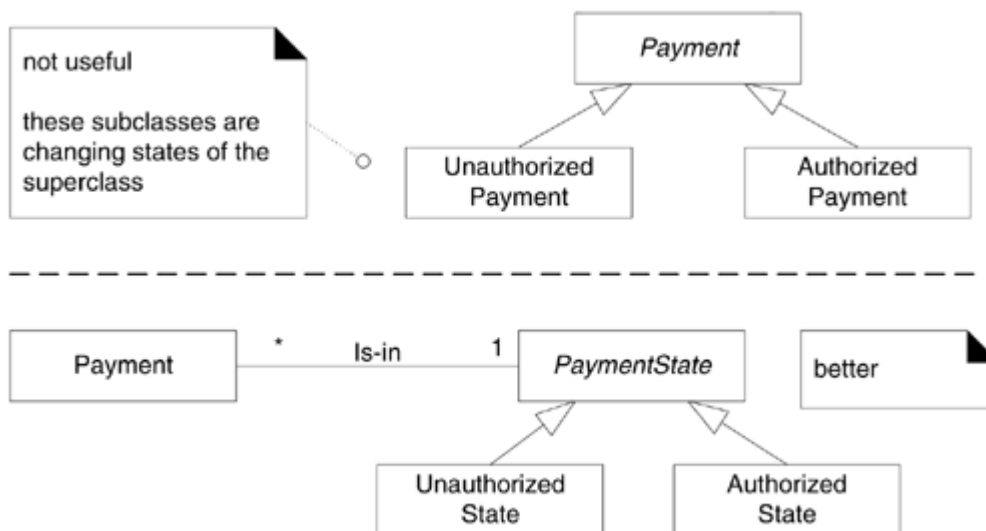 not useful
these subclasses are
changing states of the
superclass
Payment
Unauthorized
Payment
Authorized
Payment
Payment
*
Is-in
1
PaymentState
better
Unauthorized
State
Authorized
State